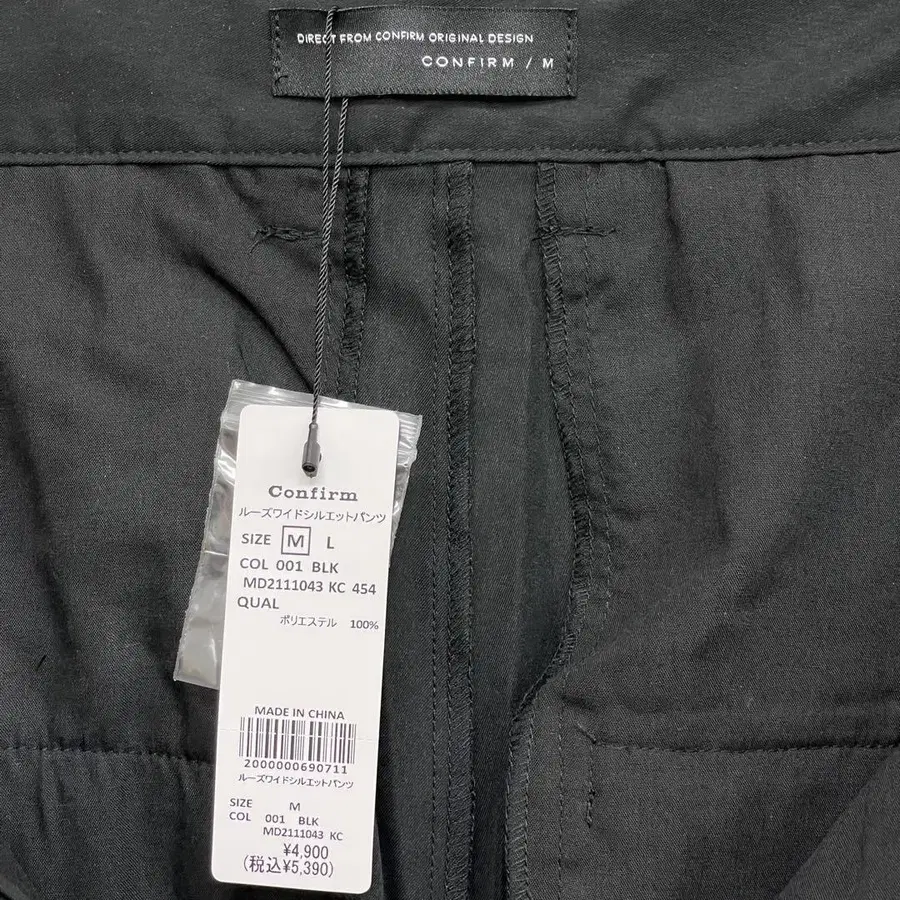 DIRECT FROM CONFIRM ORIGINAL DESIGN
CONFIRM / M
Confirm
ルーズワイドシルエットパンツ
SIZE M L
COL 001 BLK
MD2111043 KC 454
QUAL
ポリエステル 100%
MADE IN CHINA
2000000690711
ルーズワイドシルエットパンツ
SIZE M
COL 001 BLK
MD2111043 KC
¥4,900
(税込¥5,390)